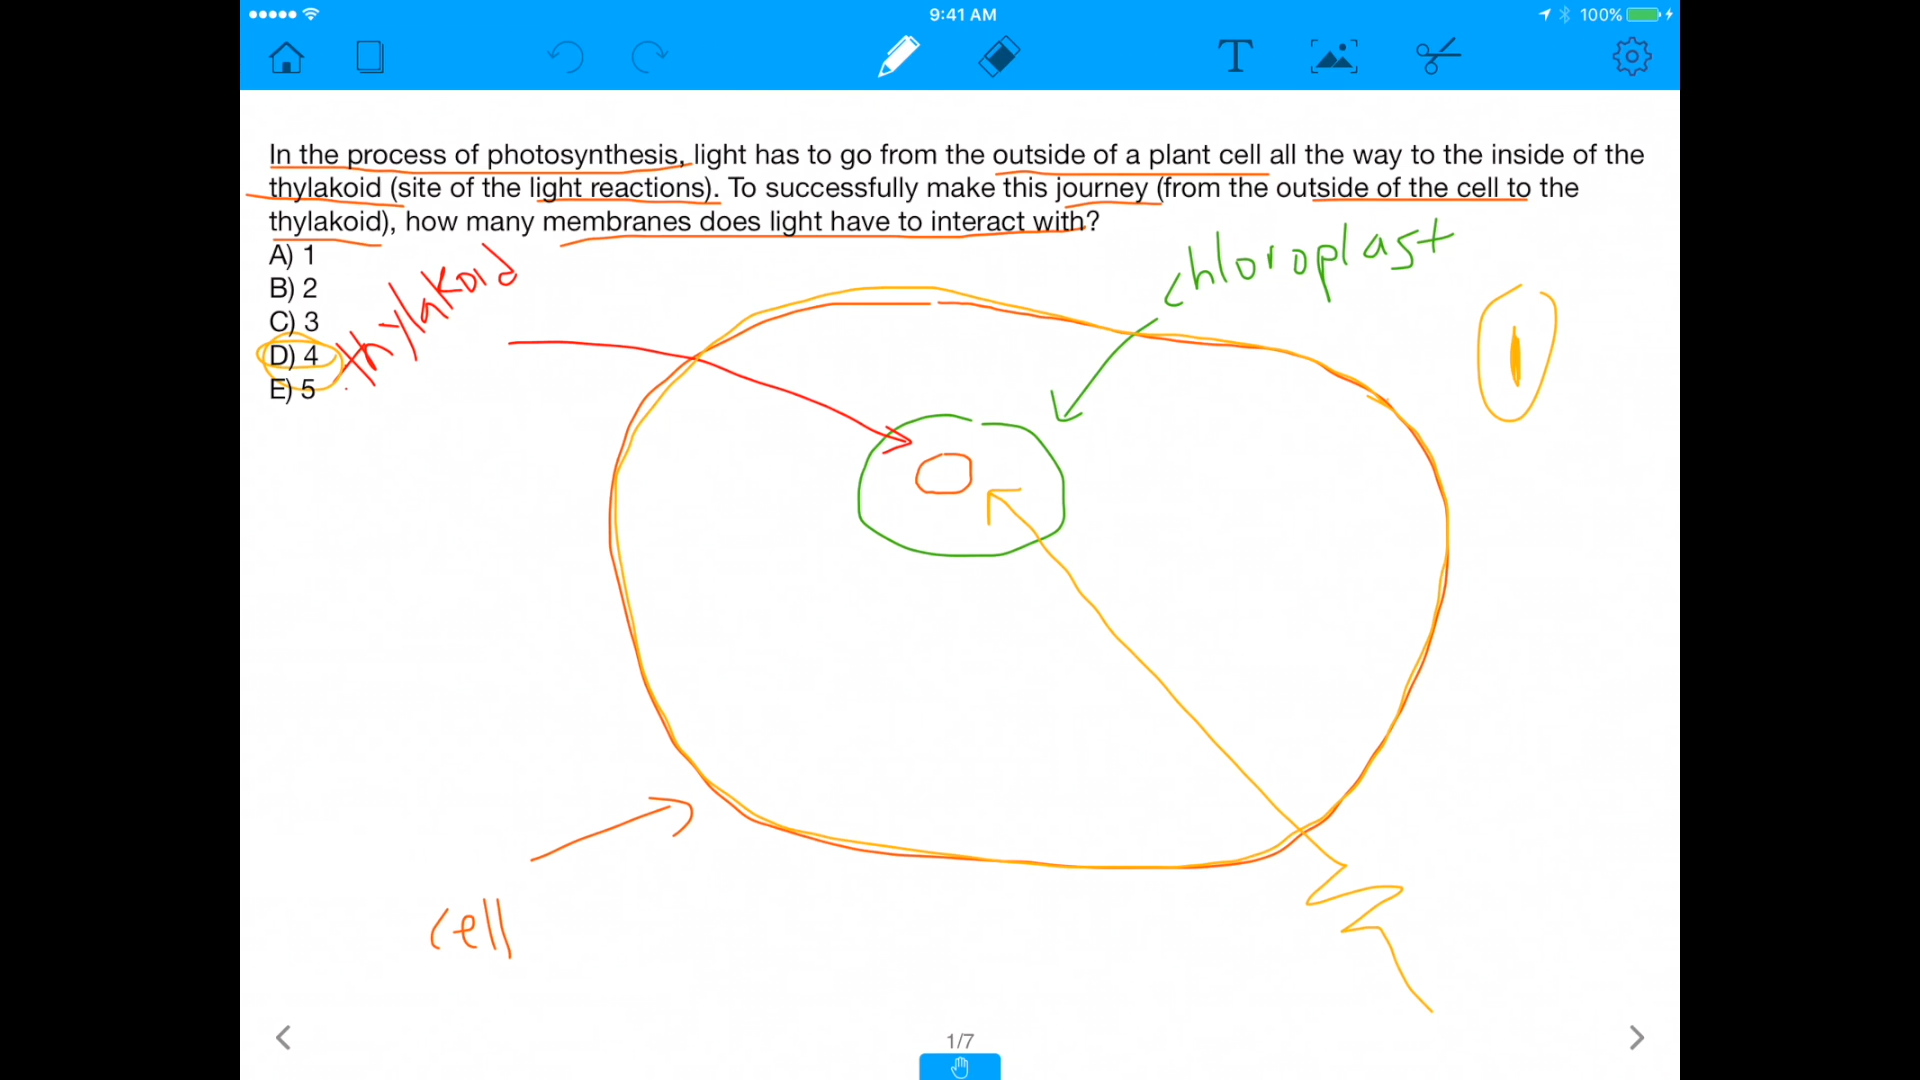 9:41 AM
100%
T
In the process of photosynthesis, light has to go from the outside of a plant cell all the way to the inside of the
thylakoid (site of the light reactions). To successfully make this journey (from the outside of the cell to the
thylakoid), how many membranes does light have to interact with?
A) 1
B) 2
C) 3
D) 4
E) 5
thylakoid
chloroplast
1
cell
1/7